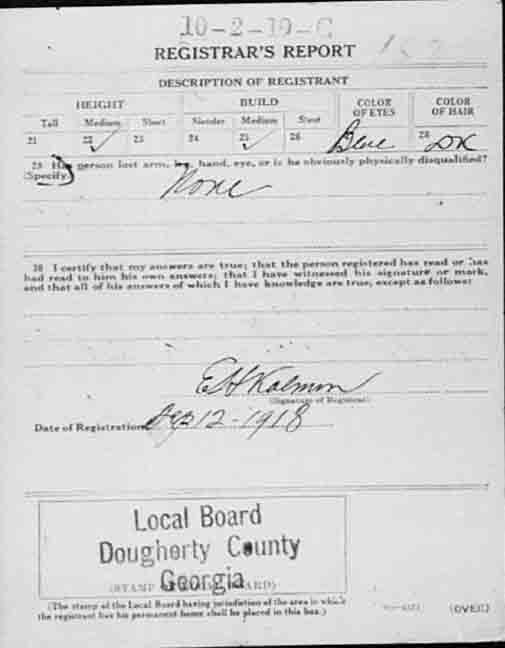 10-2-19-C
REGISTRAR'S REPORT
DESCRIPTION OF REGISTRANT
HEIGHT BUILD COLOR OF EYES COLOR OF HAIR
Tall Medium Short Slender Medium Stout
21 22 ✓ 23 24 25 ✓ 26 Blue 28 DK
29 Has person lost arm, leg, hand, eye, or is he obviously physically disqualified?
(Specify.)
None
30 I certify that my answers are true; that the person registered has read or has
had read to him his own answers; that I have witnessed his signature or mark,
and that all of his answers of which I have knowledge are true, except as follows:
E H Kalmon
(Signature of Registrar)
Date of Registration Sep 12-1918
Local Board
Dougherty County
Georgia
(The stamp of the Local Board having jurisdiction of the area in which
the registrant has his permanent home shall be placed in this box.)
(OVER)